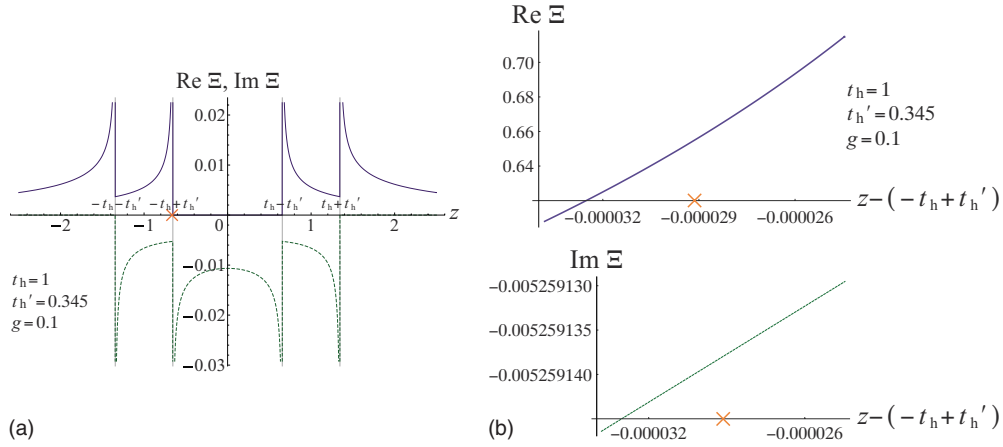 Re Ξ, Im Ξ
0.02
0.01
−t_h−t_h′ −t_h+t_h′ t_h−t_h′ t_h+t_h′
z
−2 −1 0 1 2
−0.01
−0.02
−0.03
t_h=1
t_h′=0.345
g=0.1
(a)
Re Ξ
0.70
0.68
0.66
0.64
t_h=1
t_h′=0.345
g=0.1
z−(−t_h+t_h′)
−0.000032 −0.000029 −0.000026
Im Ξ
−0.005259130
−0.005259135
−0.005259140
z−(−t_h+t_h′)
−0.000032 −0.000026
(b)